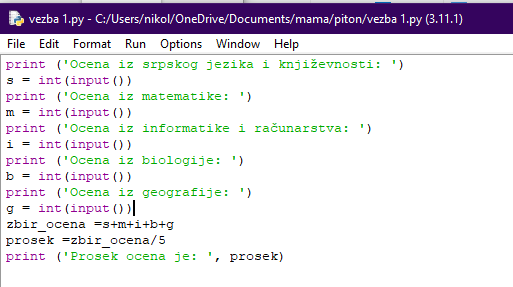 vezba 1.py - C:/Users/nikol/OneDrive/Documents/mama/piton/vezba 1.py (3.11.1)
File Edit Format Run Options Window Help
print ('Ocena iz srpskog jezika i književnosti: ')
s = int(input())
print ('Ocena iz matematike: ')
m = int(input())
print ('Ocena iz informatike i računarstva: ')
i = int(input())
print ('Ocena iz biologije: ')
b = int(input())
print ('Ocena iz geografije: ')
g = int(input())
zbir_ocena =s+m+i+b+g
prosek =zbir_ocena/5
print ('Prosek ocena je: ', prosek)